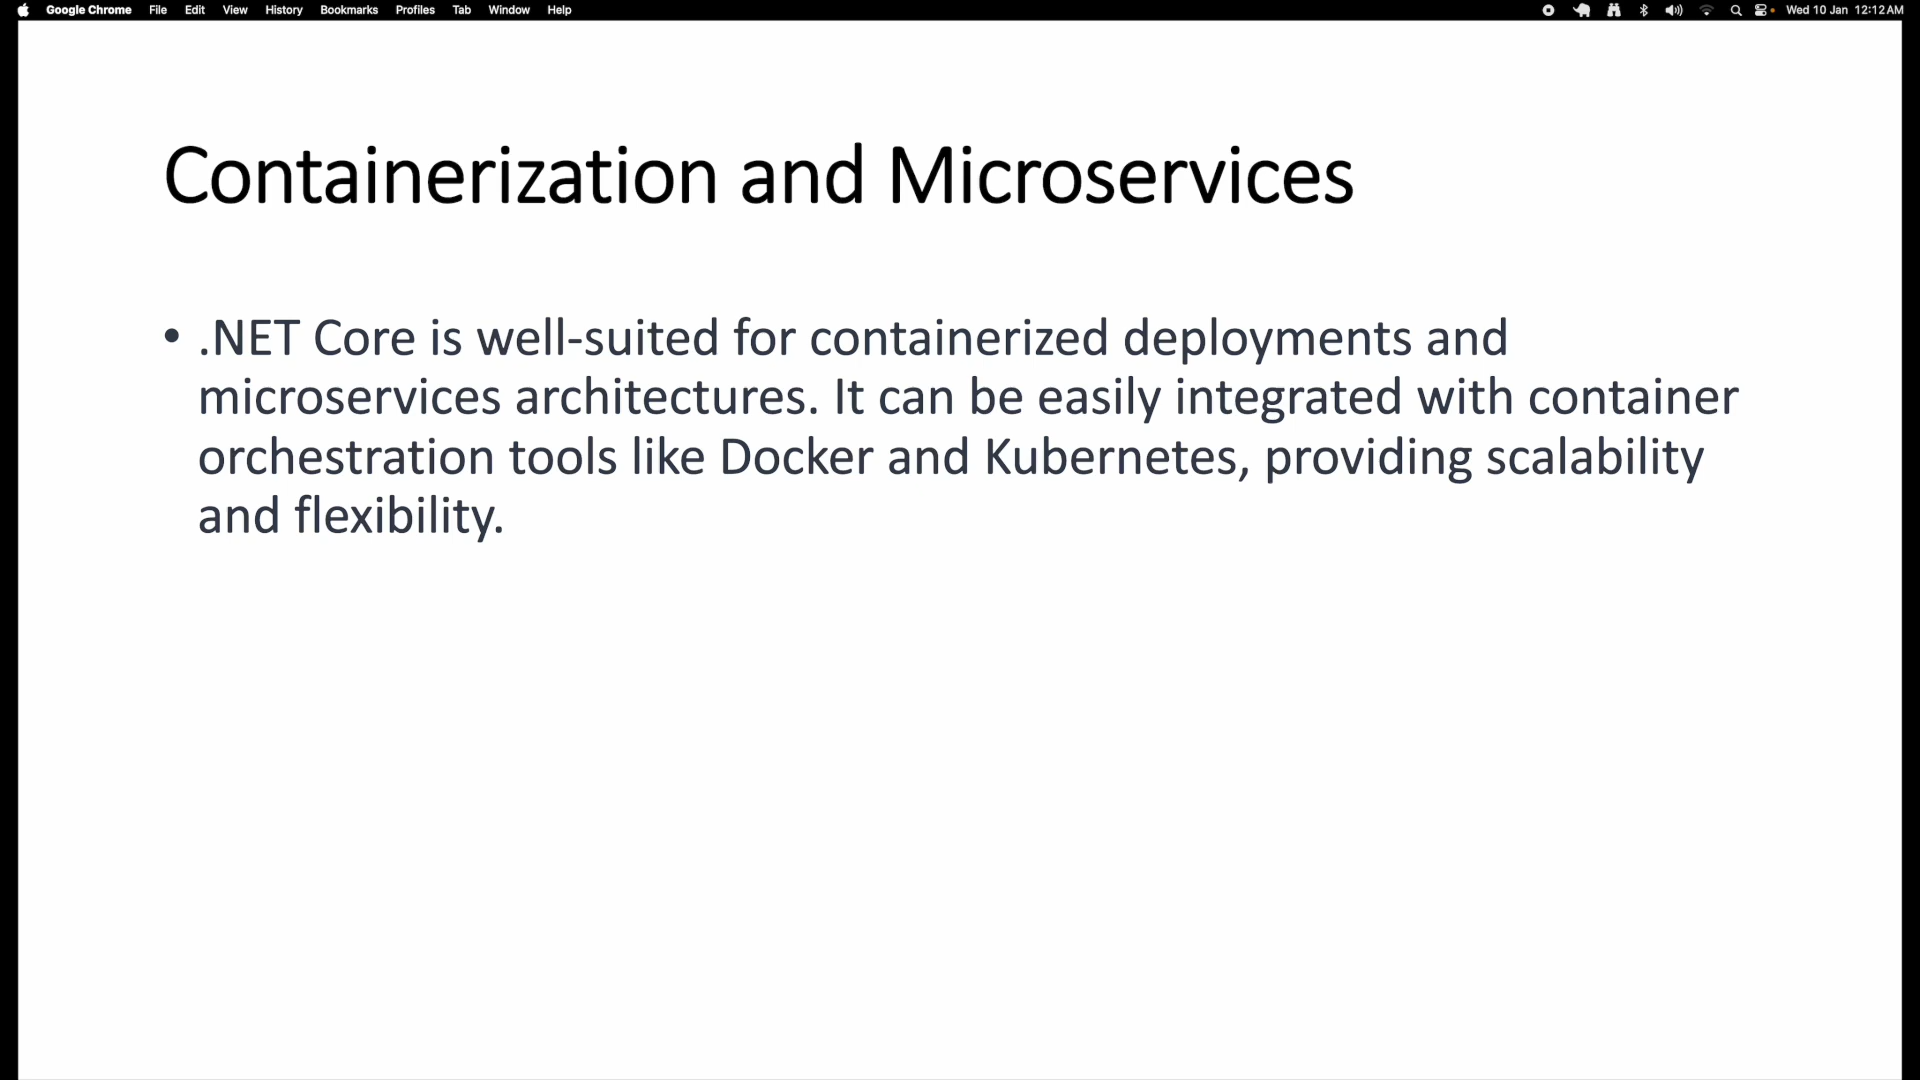 Google Chrome File Edit View History Bookmarks Profiles Tab Window Help Wed 10 Jan 12:12 AM
Containerization and Microservices
• .NET Core is well-suited for containerized deployments and
microservices architectures. It can be easily integrated with container
orchestration tools like Docker and Kubernetes, providing scalability
and flexibility.